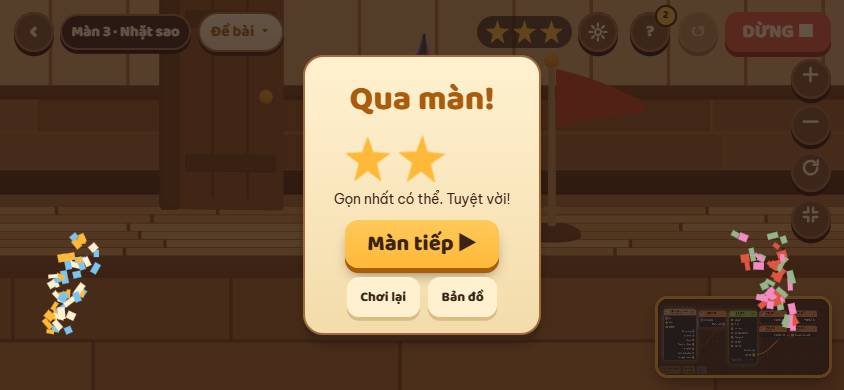 Màn 3 · Nhặt sao
Đề bài
2
?
DỪNG
Qua màn!
Gọn nhất có thể. Tuyệt vời!
Màn tiếp
Chơi lại
Bản đồ